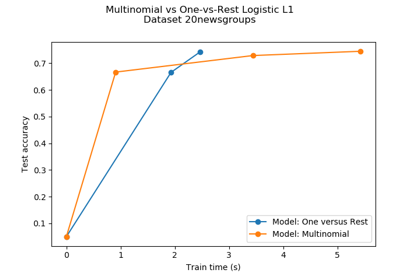 Multinomial vs One-vs-Rest Logistic L1
Dataset 20newsgroups
Test accuracy
0.7
0.6
0.5
0.4
0.3
0.2
0.1
Model: One versus Rest
Model: Multinomial
0 1 2 3 4 5
Train time (s)